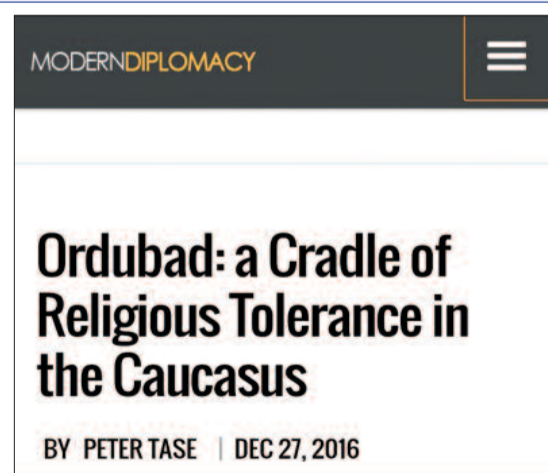 MODERNDIPLOMACY
Ordubad: a Cradle of
Religious Tolerance in
the Caucasus
BY PETER TASE | DEC 27, 2016